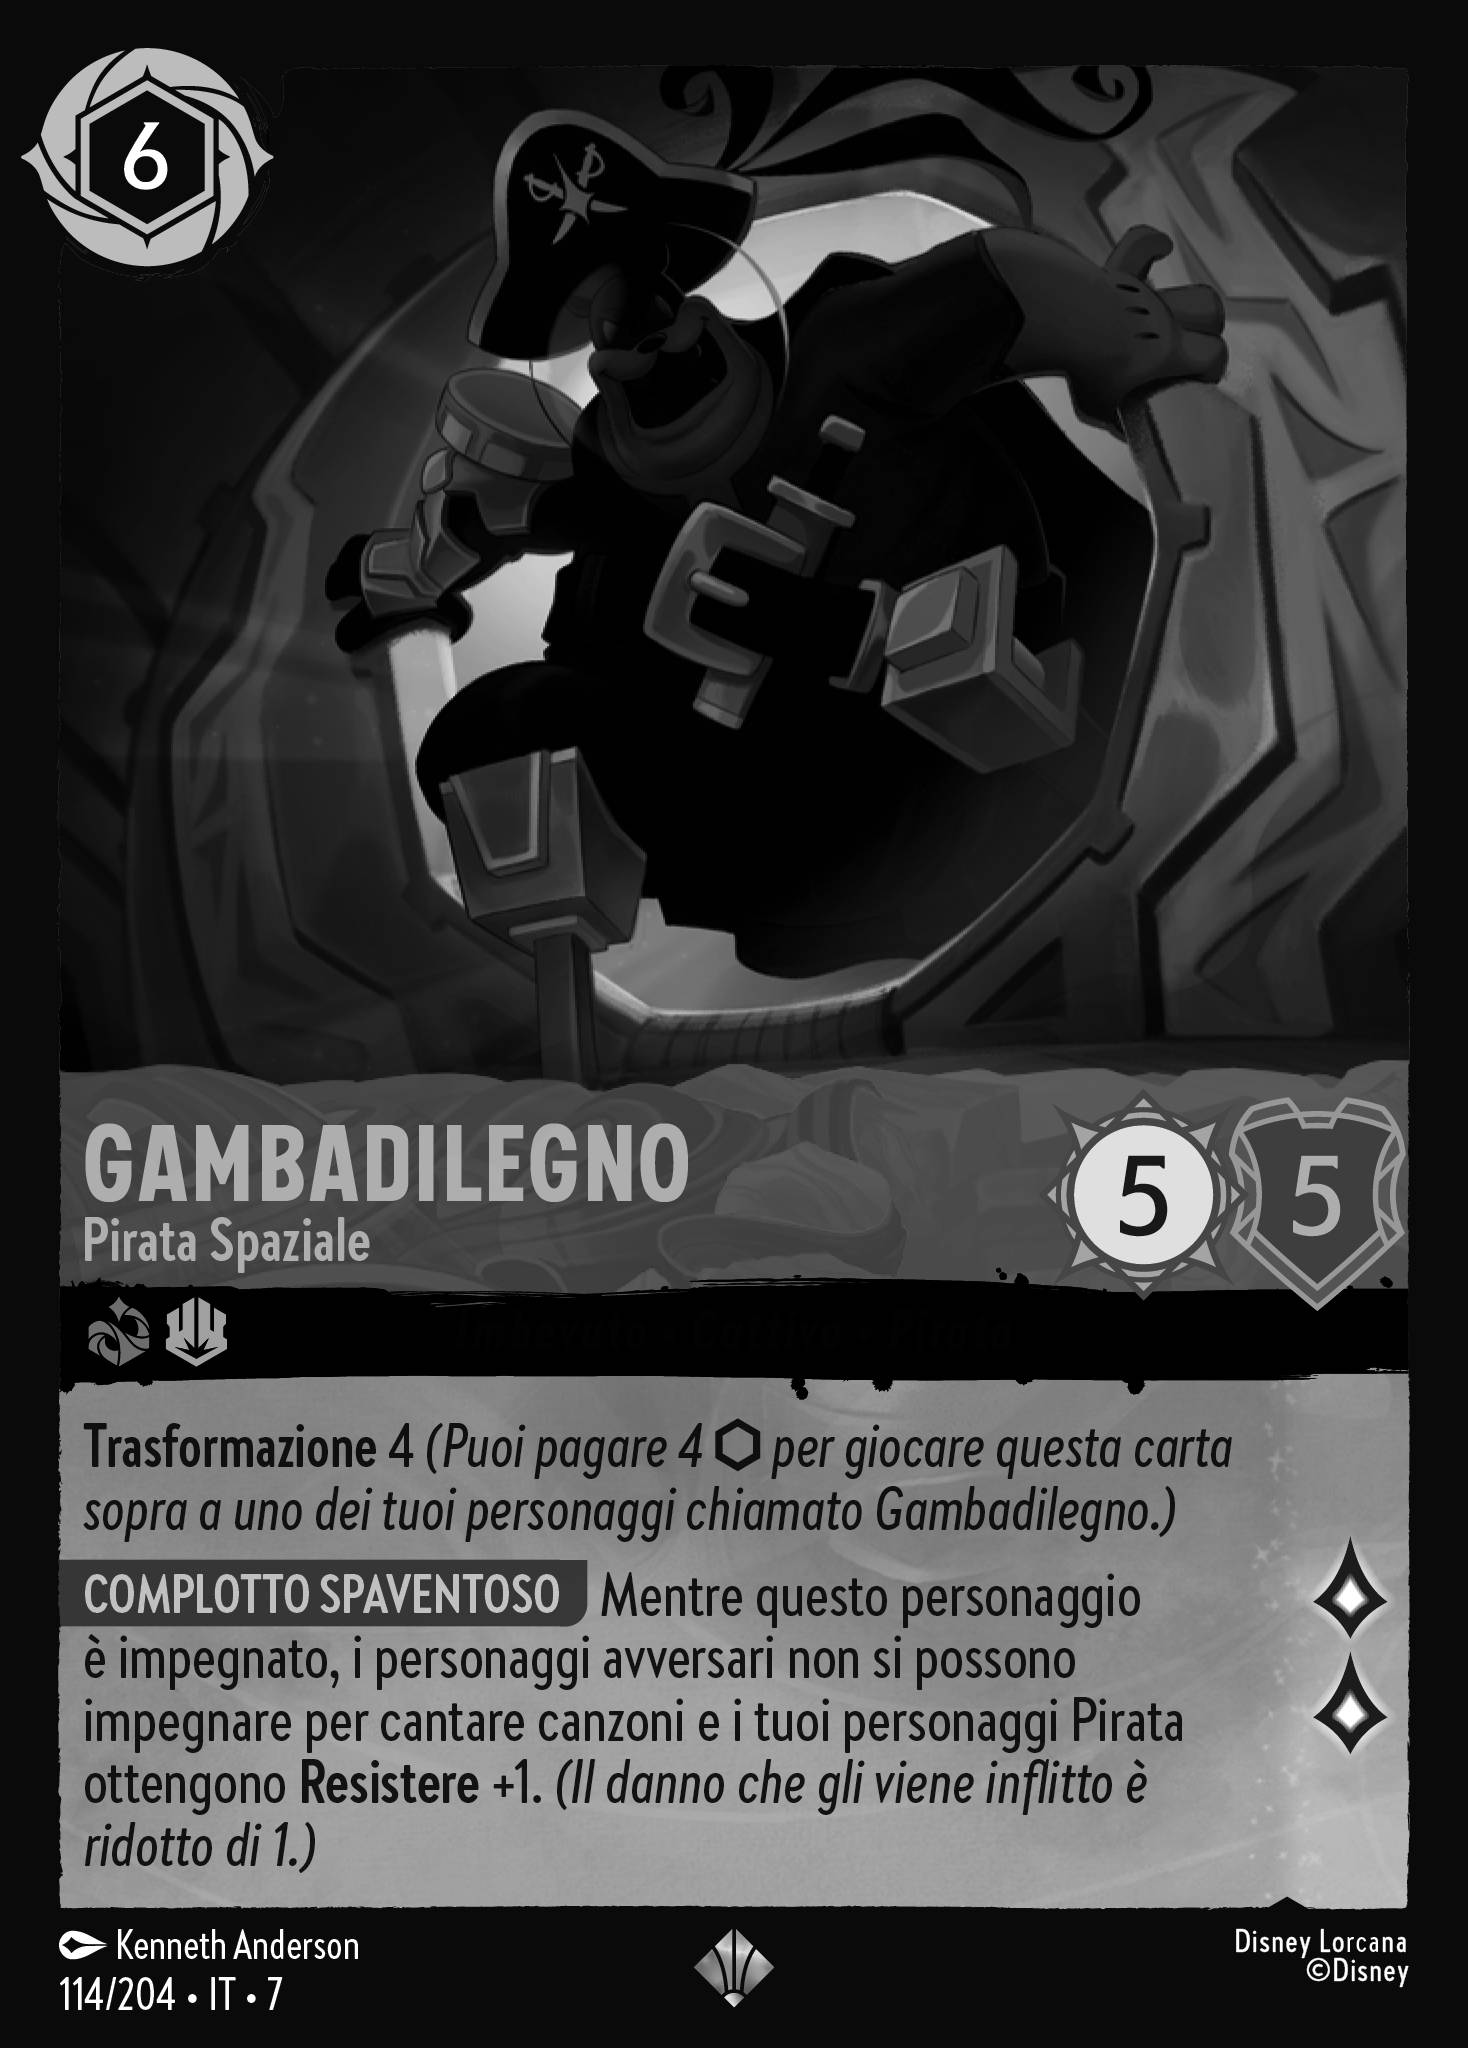 6
GAMBADILEGNO
Pirata Spaziale
5 5
Trasformazione 4 (Puoi pagare 4 ⬡ per giocare questa carta
sopra a uno dei tuoi personaggi chiamato Gambadilegno.)
COMPLOTTO SPAVENTOSO Mentre questo personaggio
è impegnato, i personaggi avversari non si possono
impegnare per cantare canzoni e i tuoi personaggi Pirata
ottengono Resistere +1. (Il danno che gli viene inflitto è
ridotto di 1.)
Kenneth Anderson
114/204 • IT • 7
Disney Lorcana
©Disney